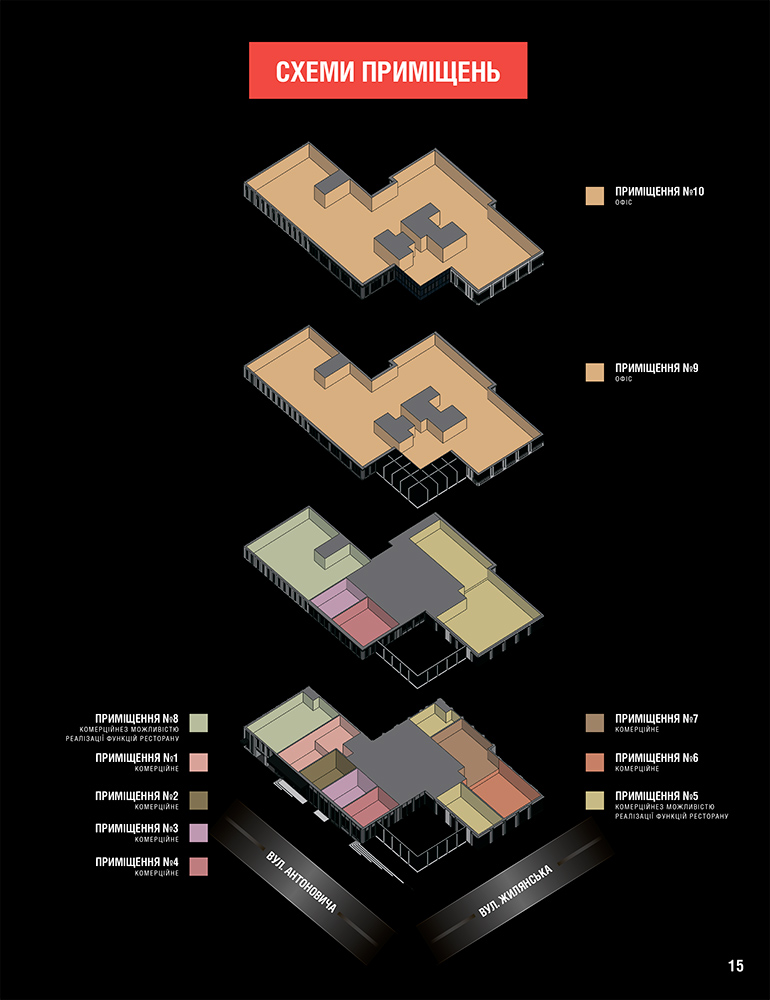 СХЕМИ ПРИМІЩЕНЬ
ПРИМІЩЕННЯ №10
ОФІС
ПРИМІЩЕННЯ №9
ОФІС
ПРИМІЩЕННЯ №8
КОМЕРЦІЙНЕЗ МОЖЛИВІСТЮ
РЕАЛІЗАЦІЇ ФУНКЦІЙ РЕСТОРАНУ
ПРИМІЩЕННЯ №1
КОМЕРЦІЙНЕ
ПРИМІЩЕННЯ №2
КОМЕРЦІЙНЕ
ПРИМІЩЕННЯ №3
КОМЕРЦІЙНЕ
ПРИМІЩЕННЯ №4
КОМЕРЦІЙНЕ
ПРИМІЩЕННЯ №7
КОМЕРЦІЙНЕ
ПРИМІЩЕННЯ №6
КОМЕРЦІЙНЕ
ПРИМІЩЕННЯ №5
КОМЕРЦІЙНЕЗ МОЖЛИВІСТЮ
РЕАЛІЗАЦІЇ ФУНКЦІЙ РЕСТОРАНУ
ВУЛ. АНТОНОВИЧА
ВУЛ. ЖИЛЯНСЬКА
15